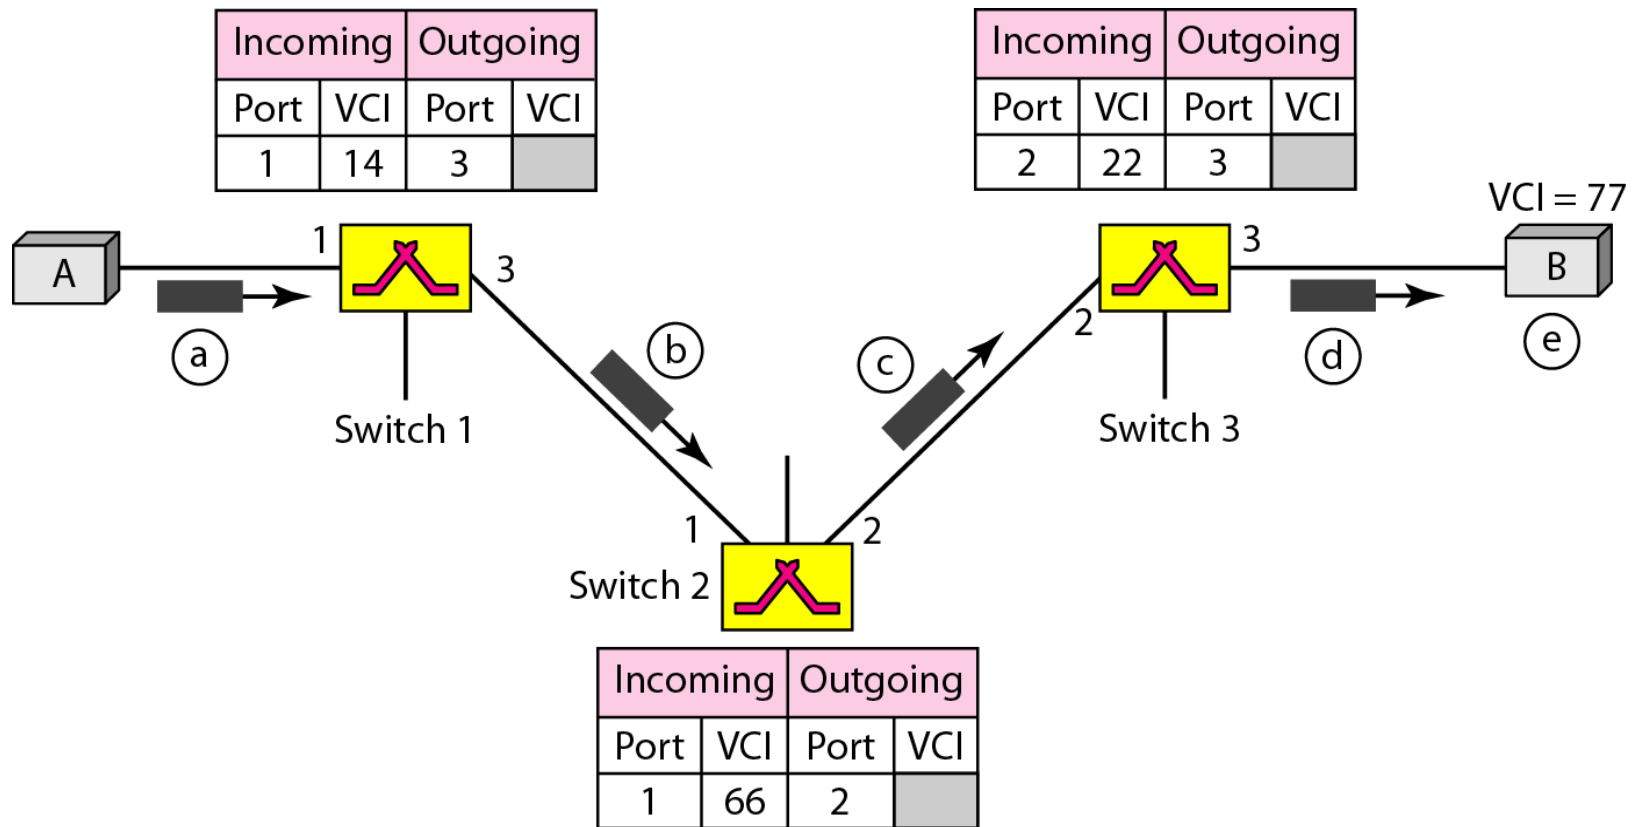 Incoming Outgoing
Port VCI Port VCI
1 14 3
Incoming Outgoing
Port VCI Port VCI
2 22 3
VCI = 77
A
1
3
3
B
2
a
b
c
d
e
Switch 1
Switch 3
1
2
Switch 2
Incoming Outgoing
Port VCI Port VCI
1 66 2